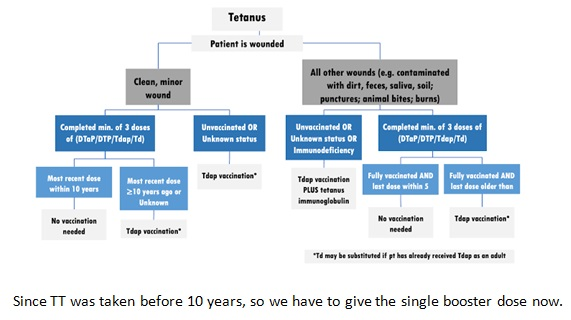 Tetanus
Patient is wounded
Clean, minor
wound
All other wounds (e.g. contaminated
with dirt, feces, saliva, soil;
punctures; animal bites; burns)
Completed min. of 3 doses
of (DTaP/DTP/Tdap/Td)
Unvaccinated OR
Unknown status
Unvaccinated OR
Unknown status OR
Immunodeficiency
Completed min. of 3 doses of
(DTaP/DTP/Tdap/Td)
Most recent dose
within 10 years
Most recent dose
≥10 years ago or
Unknown
Tdap vaccination*
Tdap vaccination
PLUS tetanus
immunoglobulin
Fully vaccinated AND
last dose within 5
Fully vaccinated AND
last dose older than
No vaccination
needed
Tdap vaccination*
No vaccination
needed
Tdap vaccination*
*Td may be substituted if pt has already received Tdap as an adult
Since TT was taken before 10 years, so we have to give the single booster dose now.